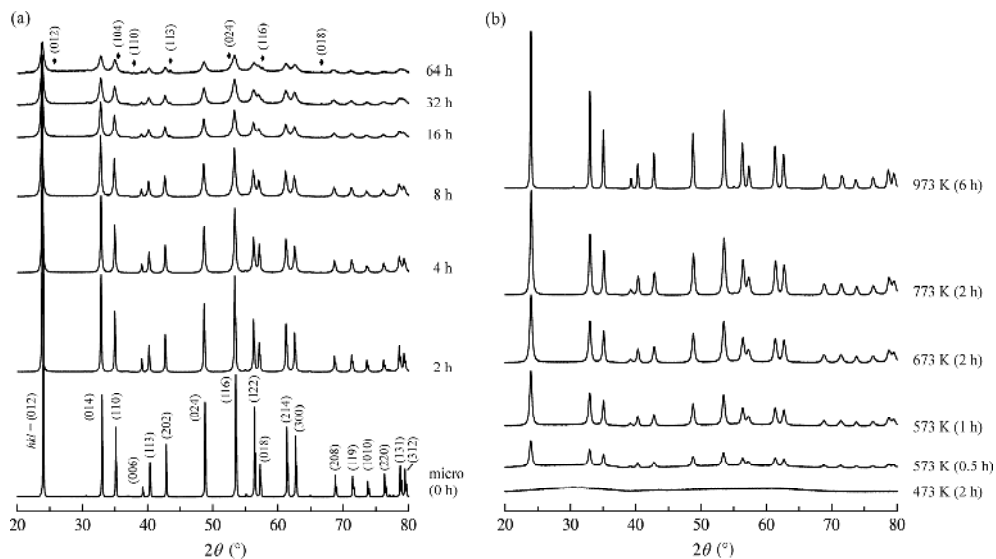 (a)
(012)
(104)
(110)
(113)
(024)
(116)
(018)
64 h
32 h
16 h
8 h
4 h
2 h
hkl = (012)
(014)
(110)
(006)
(113)
(202)
(024)
(116)
(122)
(018)
(214)
(300)
(208)
(119)
(1010)
(220)
(131)
(312)
micro
(0 h)
20 30 40 50 60 70 80
2θ (°)
(b)
973 K (6 h)
773 K (2 h)
673 K (2 h)
573 K (1 h)
573 K (0.5 h)
473 K (2 h)
20 30 40 50 60 70 80
2θ (°)